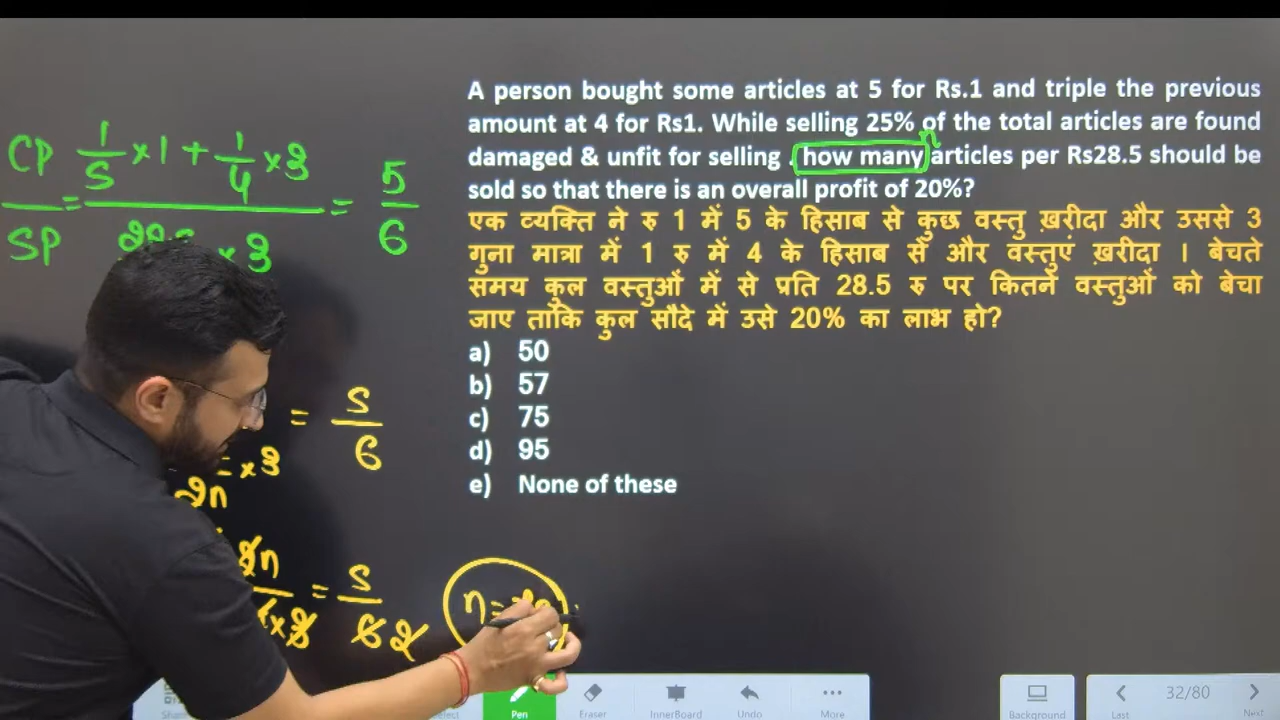 A person bought some articles at 5 for Rs.1 and triple the previous
amount at 4 for Rs1. While selling 25% of the total articles are found
damaged & unfit for selling . how many articles per Rs28.5 should be
sold so that there is an overall profit of 20%?
एक व्यक्ति ने रु 1 में 5 के हिसाब से कुछ वस्तु ख़रीदा और उससे 3
गुना मात्रा में 1 रु में 4 के हिसाब से और वस्तुएं ख़रीदा । बेचते
समय कुल वस्तुओं में से प्रति 28.5 रु पर कितने वस्तुओं को बेचा
जाए ताकि कुल सौदे में उसे 20% का लाभ हो?
a) 50
b) 57
c) 75
d) 95
e) None of these
n
CP/SP = (1/5 × 1 + 1/4 × 3)/ × 3 = 5/6
= 5/6
× 3
2n
n
= 5/6
×3
2
n =
Pen
Eraser
InnerBoard
Undo
More
Background
Last
32/80
Next